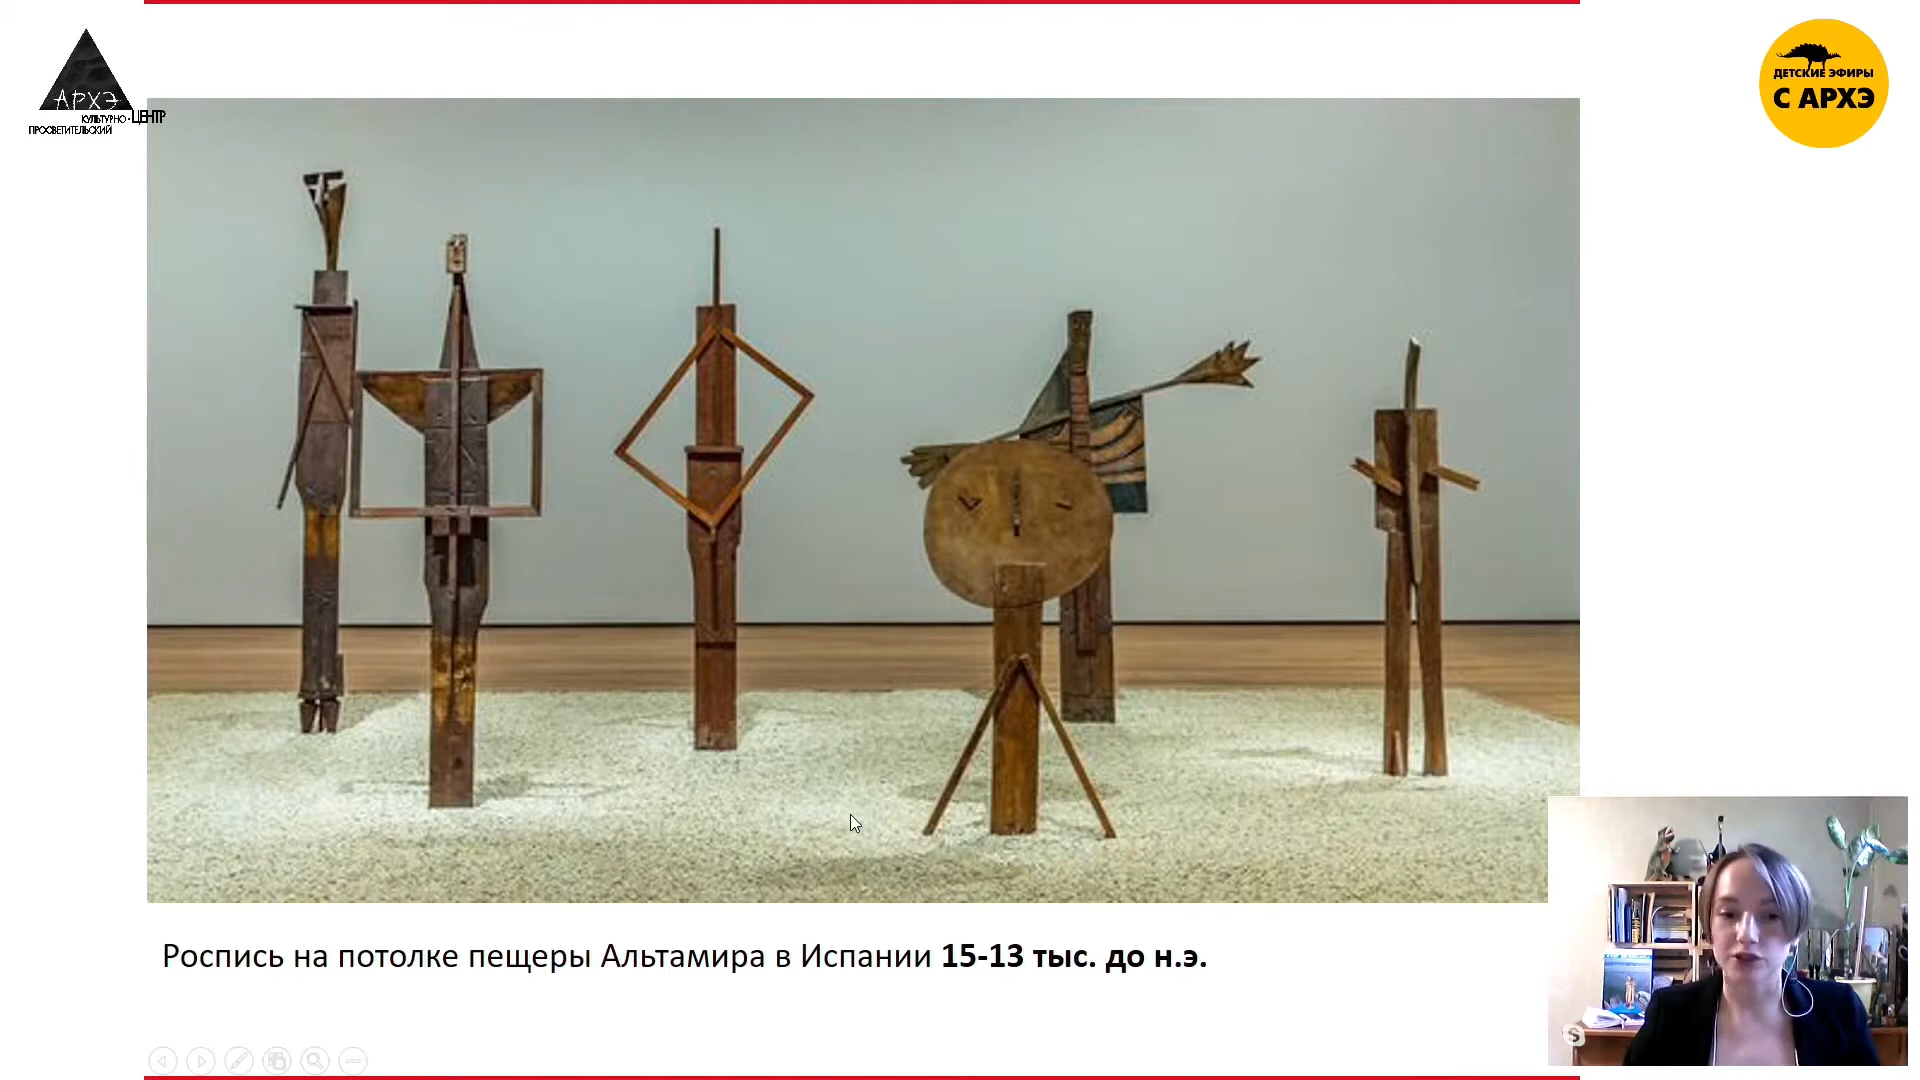 АРХЭ
КУЛЬТУРНО-ЦЕНТР
ПРОСВЕТИТЕЛЬСКИЙ
ДЕТСКИЕ ЭФИРЫ
С АРХЭ
Роспись на потолке пещеры Альтамира в Испании 15-13 тыс. до н.э.
S